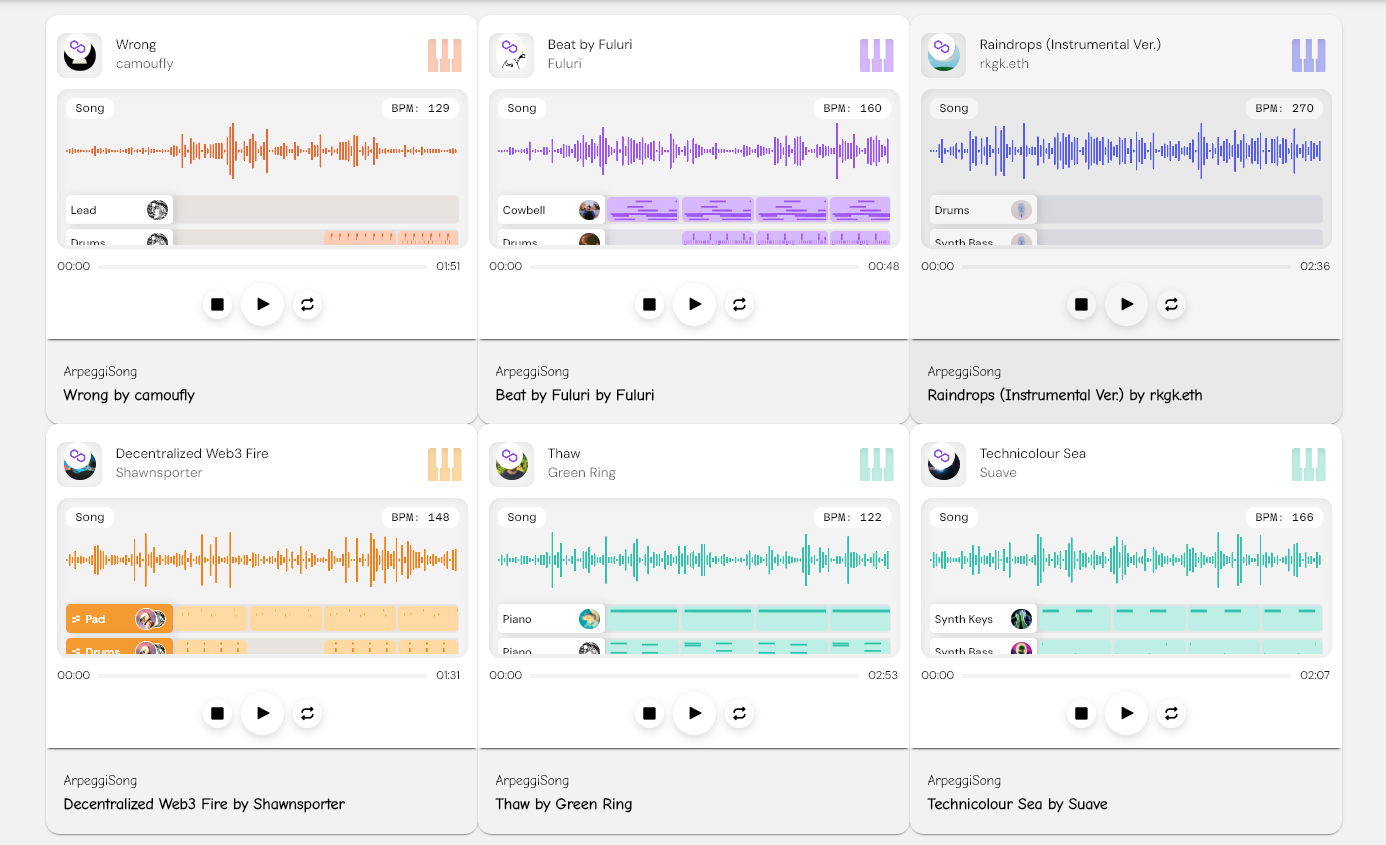 Wrong
camoufly
Song
BPM: 129
Lead
Drums
00:00
01:51
ArpeggiSong
Wrong by camoufly
Beat by Fuluri
Fuluri
Song
BPM: 160
Cowbell
Drums
00:00
00:48
ArpeggiSong
Beat by Fuluri by Fuluri
Raindrops (Instrumental Ver.)
rkgk.eth
Song
BPM: 270
Drums
Synth Bass
00:00
02:36
ArpeggiSong
Raindrops (Instrumental Ver.) by rkgk.eth
Decentralized Web3 Fire
Shawnsporter
Song
BPM: 148
Pad
Drums
00:00
01:31
ArpeggiSong
Decentralized Web3 Fire by Shawnsporter
Thaw
Green Ring
Song
BPM: 122
Piano
Piano
00:00
02:53
ArpeggiSong
Thaw by Green Ring
Technicolour Sea
Suave
Song
BPM: 166
Synth Keys
Synth Bass
00:00
02:07
ArpeggiSong
Technicolour Sea by Suave